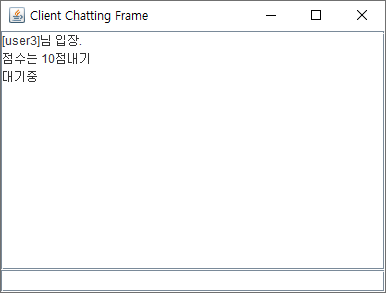 Client Chatting Frame
[user3]님 입장.
점수는 10점내기
대기중